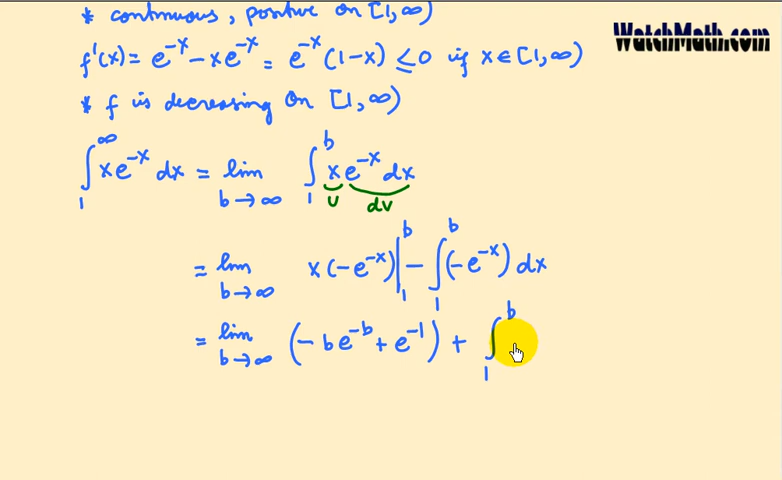 * continuous, positive on [1,∞)
WatchMath.com
f'(x) = e^-x - xe^-x = e^-x (1-x) ≤ 0 if x ∈ [1,∞)
* f is decreasing on [1,∞)
∫_1^∞ xe^-x dx = lim_{b→∞} ∫_1^b xe^-x dx
u dv
= lim_{b→∞} x(-e^-x)|_1^b - ∫_1^b (-e^-x) dx
= lim_{b→∞} (-be^-b + e^-1) + ∫_1^b